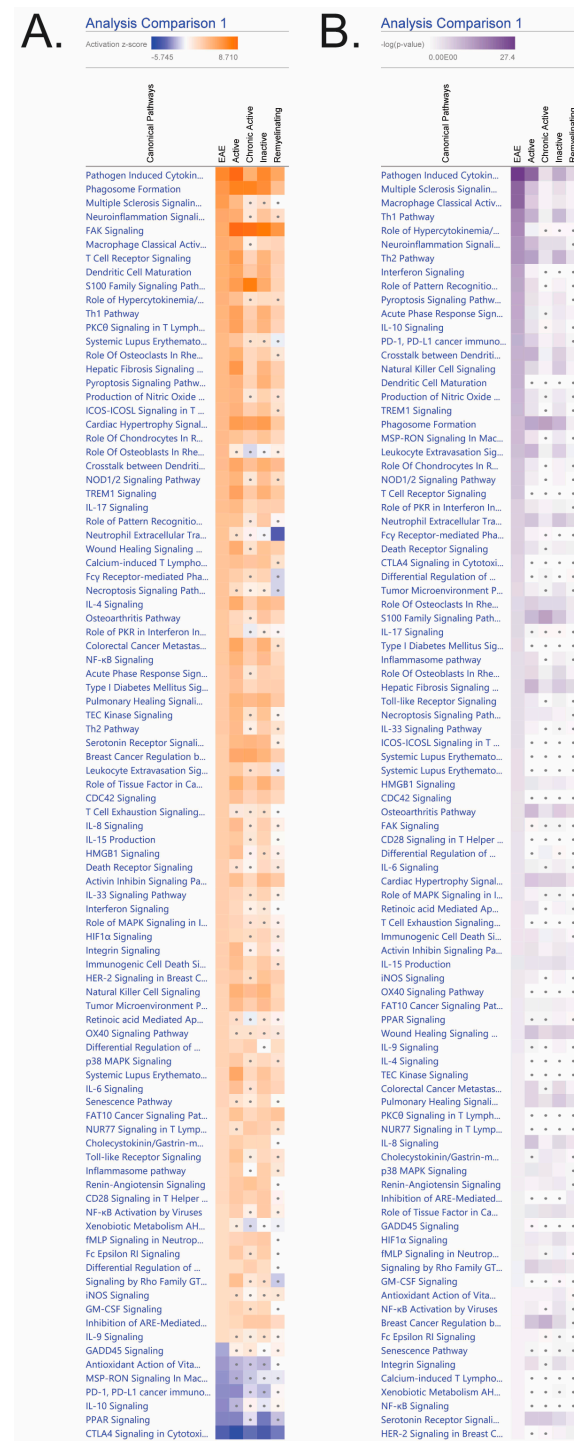 A.
Analysis Comparison 1
Activation z-score
-5.745
8.710
Canonical Pathways
EAE
Active
Chronic Active
Inactive
Remyelinating
Pathogen Induced Cytokin...
Phagosome Formation
Multiple Sclerosis Signalin...
Neuroinflammation Signali...
FAK Signaling
Macrophage Classical Activ...
T Cell Receptor Signaling
Dendritic Cell Maturation
S100 Family Signaling Path...
Role of Hypercytokinemia/...
Th1 Pathway
PKCθ Signaling in T Lymph...
Systemic Lupus Erythemato...
Role Of Osteoclasts In Rhe...
Hepatic Fibrosis Signaling ...
Pyroptosis Signaling Pathw...
Production of Nitric Oxide ...
ICOS-ICOSL Signaling in T ...
Cardiac Hypertrophy Signal...
Role Of Chondrocytes In R...
Role Of Osteoblasts In Rhe...
Crosstalk between Dendriti...
NOD1/2 Signaling Pathway
TREM1 Signaling
IL-17 Signaling
Role of Pattern Recognitio...
Neutrophil Extracellular Tra...
Wound Healing Signaling ...
Calcium-induced T Lympho...
Fcγ Receptor-mediated Pha...
Necroptosis Signaling Path...
IL-4 Signaling
Osteoarthritis Pathway
Role of PKR in Interferon In...
Colorectal Cancer Metastas...
NF-κB Signaling
Acute Phase Response Sign...
Type I Diabetes Mellitus Sig...
Pulmonary Healing Signali...
TEC Kinase Signaling
Th2 Pathway
Serotonin Receptor Signali...
Breast Cancer Regulation b...
Leukocyte Extravasation Sig...
Role of Tissue Factor in Ca...
CDC42 Signaling
T Cell Exhaustion Signaling...
IL-8 Signaling
IL-15 Production
HMGB1 Signaling
Death Receptor Signaling
Activin Inhibin Signaling Pa...
IL-33 Signaling Pathway
Interferon Signaling
Role of MAPK Signaling in I...
HIF1α Signaling
Integrin Signaling
Immunogenic Cell Death Si...
HER-2 Signaling in Breast C...
Natural Killer Cell Signaling
Tumor Microenvironment P...
Retinoic acid Mediated Ap...
OX40 Signaling Pathway
Differential Regulation of ...
p38 MAPK Signaling
Systemic Lupus Erythemato...
IL-6 Signaling
Senescence Pathway
FAT10 Cancer Signaling Pat...
NUR77 Signaling in T Lymp...
Cholecystokinin/Gastrin-m...
Toll-like Receptor Signaling
Inflammasome pathway
Renin-Angiotensin Signaling
CD28 Signaling in T Helper ...
NF-κB Activation by Viruses
Xenobiotic Metabolism AH...
fMLP Signaling in Neutrop...
Fc Epsilon RI Signaling
Differential Regulation of ...
Signaling by Rho Family GT...
iNOS Signaling
GM-CSF Signaling
Inhibition of ARE-Mediated...
IL-9 Signaling
GADD45 Signaling
Antioxidant Action of Vita...
MSP-RON Signaling In Mac...
PD-1, PD-L1 cancer immuno...
IL-10 Signaling
PPAR Signaling
CTLA4 Signaling in Cytotoxi...
B.
Analysis Comparison 1
-log(p-value)
0.00E00
27.4
Canonical Pathways
EAE
Active
Chronic Active
Inactive
Remyelinating
Pathogen Induced Cytokin...
Multiple Sclerosis Signalin...
Macrophage Classical Activ...
Th1 Pathway
Role of Hypercytokinemia/...
Neuroinflammation Signali...
Th2 Pathway
Interferon Signaling
Role of Pattern Recognitio...
Pyroptosis Signaling Pathw...
Acute Phase Response Sign...
IL-10 Signaling
PD-1, PD-L1 cancer immuno...
Crosstalk between Dendriti...
Natural Killer Cell Signaling
Dendritic Cell Maturation
Production of Nitric Oxide ...
TREM1 Signaling
Phagosome Formation
MSP-RON Signaling In Mac...
Leukocyte Extravasation Sig...
Role Of Chondrocytes In R...
NOD1/2 Signaling Pathway
T Cell Receptor Signaling
Role of PKR in Interferon In...
Neutrophil Extracellular Tra...
Fcγ Receptor-mediated Pha...
Death Receptor Signaling
CTLA4 Signaling in Cytotoxi...
Differential Regulation of ...
Tumor Microenvironment P...
Role Of Osteoclasts In Rhe...
S100 Family Signaling Path...
IL-17 Signaling
Type I Diabetes Mellitus Sig...
Inflammasome pathway
Role Of Osteoblasts In Rhe...
Hepatic Fibrosis Signaling ...
Toll-like Receptor Signaling
Necroptosis Signaling Path...
IL-33 Signaling Pathway
ICOS-ICOSL Signaling in T ...
Systemic Lupus Erythemato...
Systemic Lupus Erythemato...
HMGB1 Signaling
CDC42 Signaling
Osteoarthritis Pathway
FAK Signaling
CD28 Signaling in T Helper ...
Differential Regulation of ...
IL-6 Signaling
Cardiac Hypertrophy Signal...
Role of MAPK Signaling in I...
Retinoic acid Mediated Ap...
T Cell Exhaustion Signaling...
Immunogenic Cell Death Si...
Activin Inhibin Signaling Pa...
IL-15 Production
iNOS Signaling
OX40 Signaling Pathway
FAT10 Cancer Signaling Pat...
PPAR Signaling
Wound Healing Signaling ...
IL-9 Signaling
IL-4 Signaling
TEC Kinase Signaling
Colorectal Cancer Metastas...
Pulmonary Healing Signali...
PKCθ Signaling in T Lymph...
NUR77 Signaling in T Lymp...
IL-8 Signaling
Cholecystokinin/Gastrin-m...
p38 MAPK Signaling
Renin-Angiotensin Signaling
Inhibition of ARE-Mediated...
Role of Tissue Factor in Ca...
GADD45 Signaling
HIF1α Signaling
fMLP Signaling in Neutrop...
Signaling by Rho Family GT...
GM-CSF Signaling
Antioxidant Action of Vita...
NF-κB Activation by Viruses
Breast Cancer Regulation b...
Fc Epsilon RI Signaling
Senescence Pathway
Integrin Signaling
Calcium-induced T Lympho...
Xenobiotic Metabolism AH...
NF-κB Signaling
Serotonin Receptor Signali...
HER-2 Signaling in Breast C...